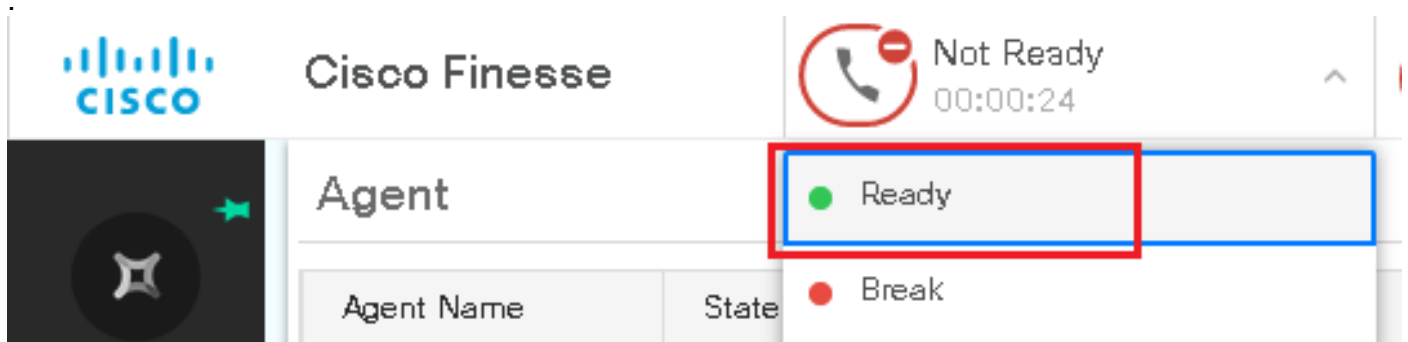 .
CISCO
Cisco Finesse
Not Ready
00:00:24
Agent
Ready
Agent Name
State
Break